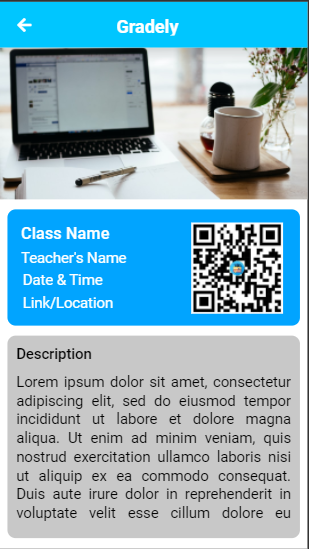 Gradely
Class Name
Teacher's Name
Date & Time
Link/Location
Description
Lorem ipsum dolor sit amet, consectetur
adipiscing elit, sed do eiusmod tempor
incididunt ut labore et dolore magna
aliqua. Ut enim ad minim veniam, quis
nostrud exercitation ullamco laboris nisi
ut aliquip ex ea commodo consequat.
Duis aute irure dolor in reprehenderit in
voluptate velit esse cillum dolore eu